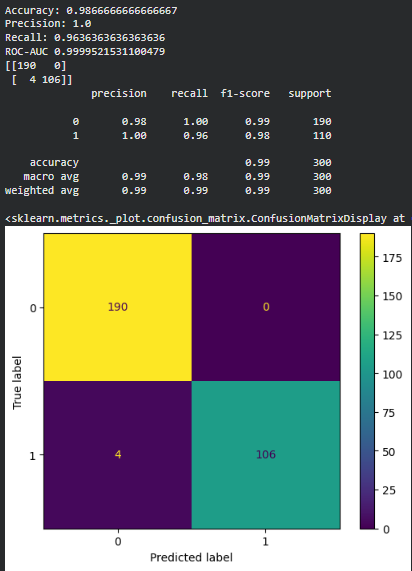 Accuracy: 0.9866666666666667
Precision: 1.0
Recall: 0.9636363636363636
ROC-AUC 0.9999521531100479
[[190   0]
 [  4 106]]
              precision    recall  f1-score   support

           0       0.98      1.00      0.99       190
           1       1.00      0.96      0.98       110

    accuracy                           0.99       300
   macro avg       0.99      0.98      0.99       300
weighted avg       0.99      0.99      0.99       300

<sklearn.metrics._plot.confusion_matrix.ConfusionMatrixDisplay at
0
190
0
1
4
106
0
1
True label
Predicted label
175
150
125
100
75
50
25
0